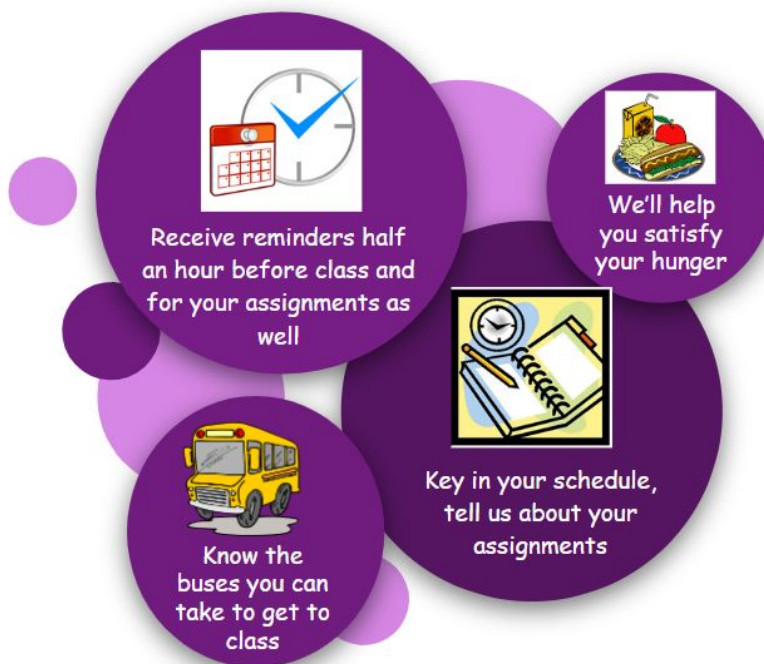 Receive reminders half
an hour before class and
for your assignments as
well
We'll help
you satisfy
your hunger
Key in your schedule,
tell us about your
assignments
Know the
buses you can
take to get to
class